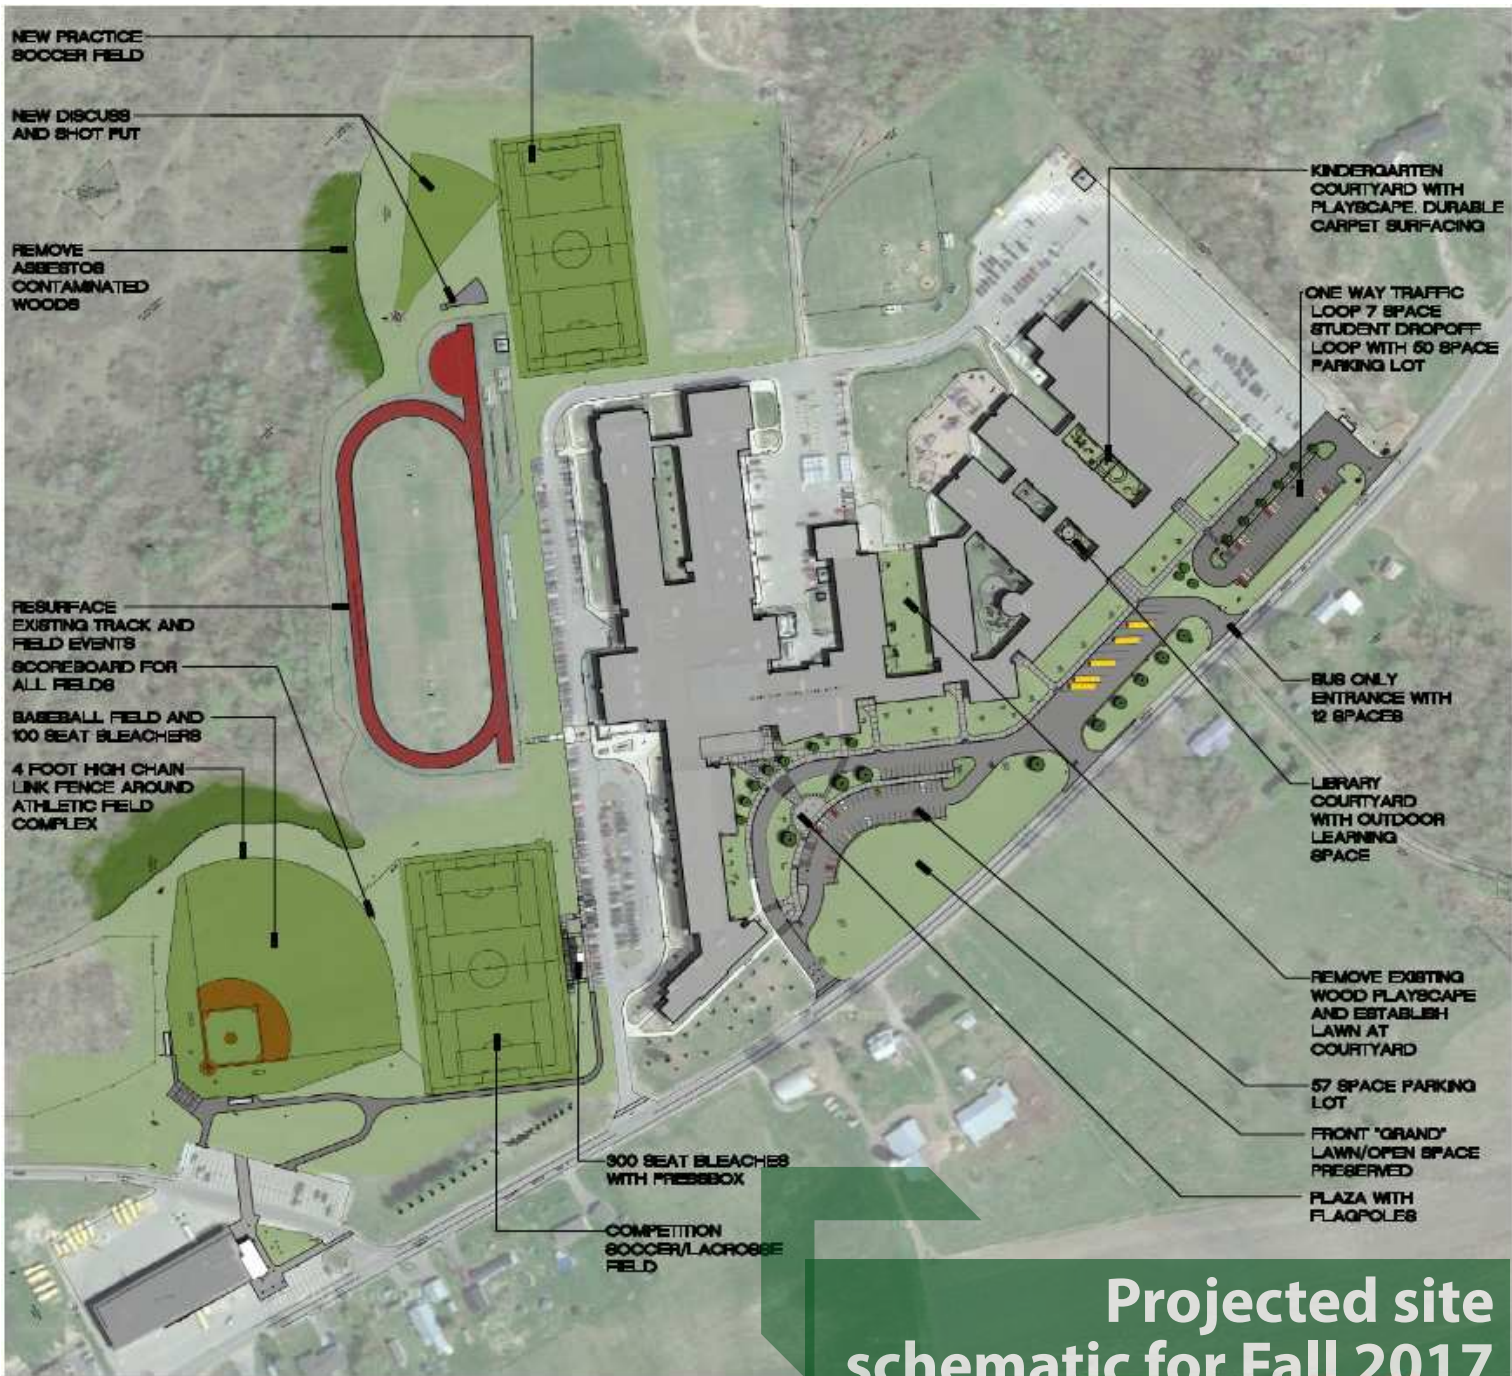 NEW PRACTICE
SOCCER FIELD
NEW DISCUSS
AND SHOT PUT
REMOVE
ASBESTOS
CONTAMINATED
WOODS
RESURFACE
EXISTING TRACK AND
FIELD EVENTS
SCOREBOARD FOR
ALL FIELDS
BASEBALL FIELD AND
100 SEAT BLEACHERS
4 FOOT HIGH CHAIN
LINK FENCE AROUND
ATHLETIC FIELD
COMPLEX
300 SEAT BLEACHES
WITH PRESSBOX
COMPETITION
SOCCER/LACROSSE
FIELD
KINDERGARTEN
COURTYARD WITH
PLAYSCAPE. DURABLE
CARPET SURFACING
ONE WAY TRAFFIC
LOOP 7 SPACE
STUDENT DROPOFF
LOOP WITH 50 SPACE
PARKING LOT
BUS ONLY
ENTRANCE WITH
12 SPACES
LIBRARY
COURTYARD
WITH OUTDOOR
LEARNING
SPACE
REMOVE EXISTING
WOOD PLAYSCAPE
AND ESTABLISH
LAWN AT
COURTYARD
57 SPACE PARKING
LOT
FRONT "GRAND"
LAWN/OPEN SPACE
PRESERVED
PLAZA WITH
FLAGPOLES
Projected site
schematic for Fall 2017